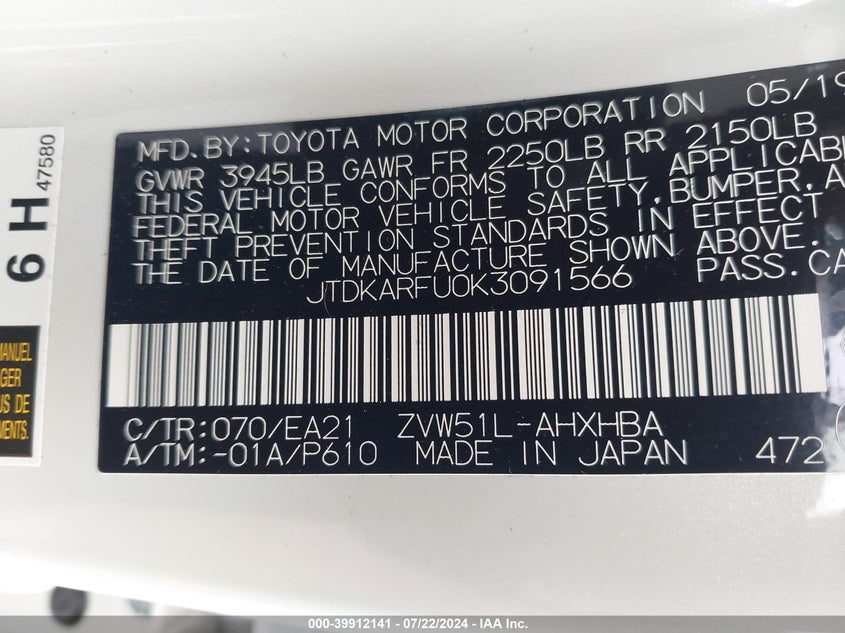 MFD. BY: TOYOTA MOTOR CORPORATION 05/19
GVWR 3945LB GAWR FR 2250LB RR 2150LB
THIS VEHICLE CONFORMS TO ALL APPLICABL
FEDERAL MOTOR VEHICLE SAFETY, BUMPER, A
THEFT PREVENTION STANDARDS IN EFFECT
THE DATE OF MANUFACTURE SHOWN ABOVE.
JTDKARFU0K3091566 PASS. CA
C/TR: 070/EA21 ZVW51L-AHXHBA
A/TM: -01A/P610 MADE IN JAPAN 472
6 H
47580
MANUEL
GER
US DE
MENTS.
000-39912141 - 07/22/2024 - IAA Inc.